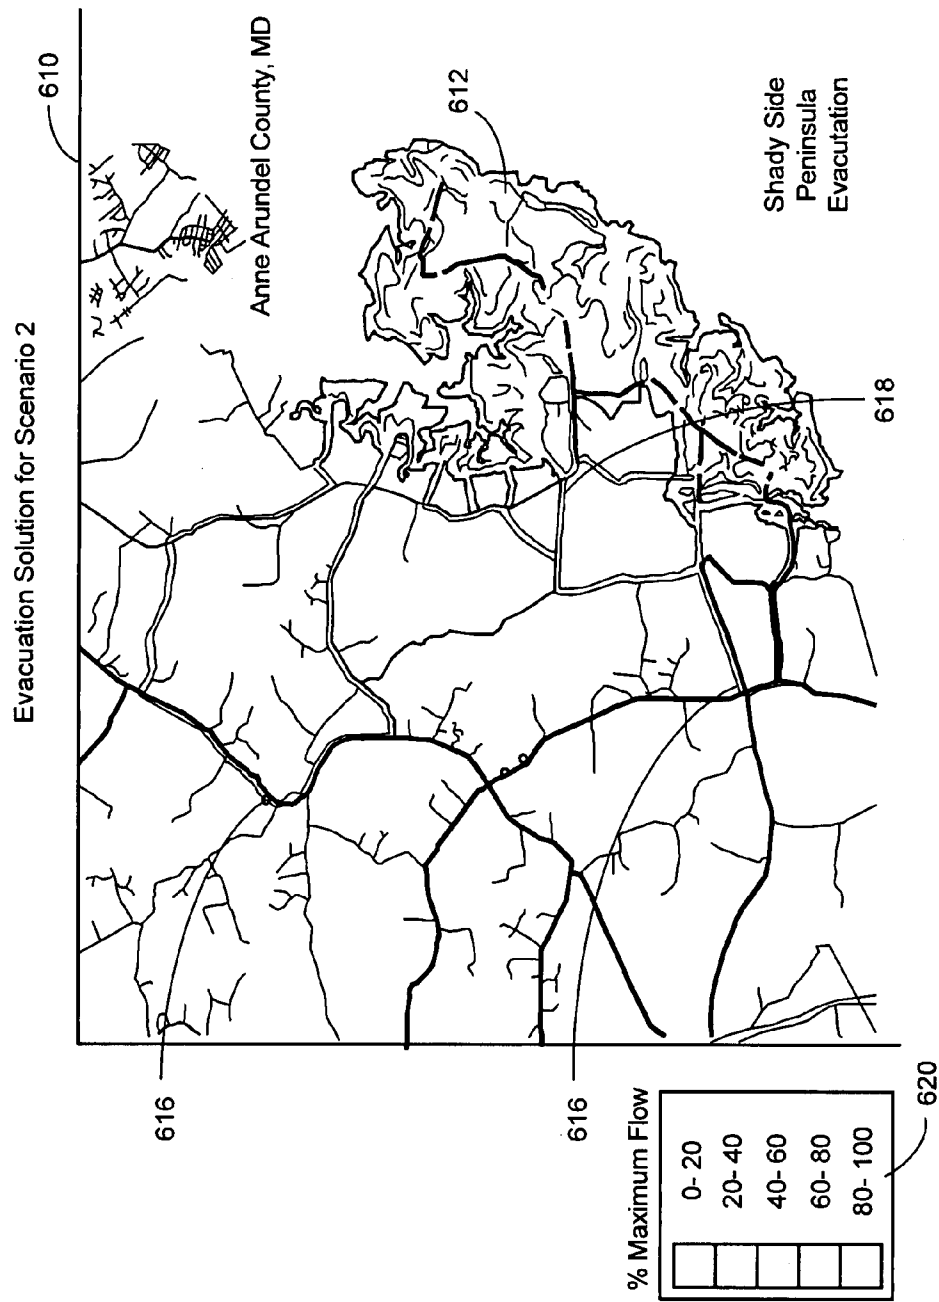 Evacuation Solution for Scenario 2
610
Anne Arundel County, MD
612
Shady Side
Peninsula
Evacutation
618
616
616
% Maximum Flow
0- 20
20- 40
40- 60
60- 80
80- 100
620